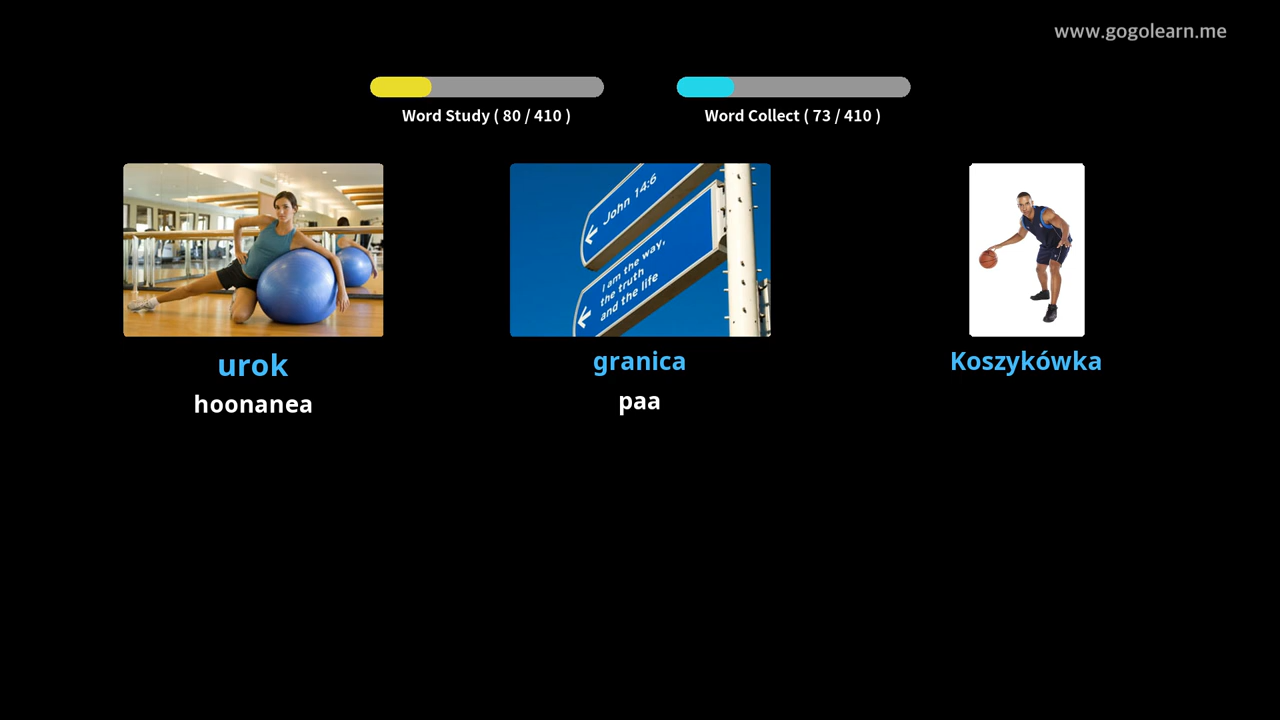 www.gogolearn.me
Word Study ( 80 / 410 )
Word Collect ( 73 / 410 )
John 14:6
I am the way,
the truth
and the life
urok
granica
Koszykówka
hoonanea
paa